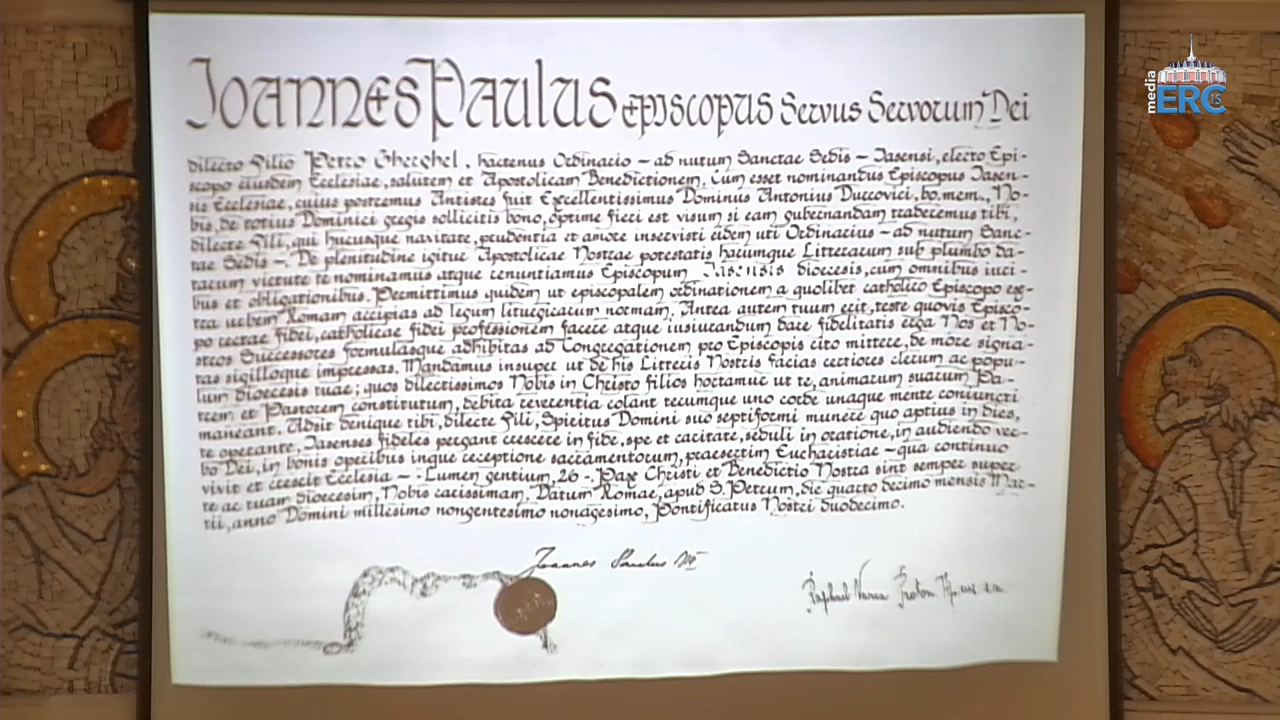 Joannes Paulus episcopus Servus Servorum Dei
dilecto Filio Petro Gherghel, hactenus Ordinario – ad nutum Sanctae Sedis – Jasensi, electo Epi-
scopo eiusdem Ecclesiae, salutem et Apostolicam Benedictionem. Cum esset nominandus Episcopus Jasen-
sis Ecclesiae, cuius postremus Antistes fuit Excellentissimus Dominus Antonius Durcovici, bo. mem., No-
bis, de totius Dominici gregis solliciti bono, optime fieri est visum si eam gubernandam traderemus tibi,
dilecte Fili, qui hucusque navitate, prudentia et amore inservisti eidem uti Ordinarius – ad nutum Sanc-
tae Sedis –. De plenitudine igitur Apostolicae Nostrae potestatis harumque Litterarum sub plumbo da-
tarum virtute te nominamus atque renuntiamus Episcopum Jasensis dioecesis, cum omnibus iuri-
bus et obligationibus. Permittimus quidem ut episcopalem ordinationem a quolibet catholico Episcopo ex-
tra urbem Romam accipias ad legum liturgicarum normam. Antea autem tuum erit, teste quovis Episco-
po rectae fidei, catholicae fidei professionem facere atque iusiurandum dare fidelitatis erga Nos et No-
stros Successores formulasque adhibitas ad Congregationem pro Episcopis cito mittere, de more signa-
tas sigilloque impressas. Mandamus insuper ut de his Litteris Nostris facias certiores clerum ac popu-
lum dioecesis tuae; quos dilectissimos Nobis in Christo filios hortamur ut te, animarum suarum Pa-
trem et Pastorem constitutum, debita reverentia colant tecumque uno corde unaque mente coniuncti
maneant. Adsit denique tibi, dilecte Fili, Spiritus Domini suo septiformi munere quo aptius in dies,
te operante, Jasenses fideles pergant crescere in fide, spe et caritate, seduli in oratione, in audiendo ver-
bo Dei, in bonis operibus inque receptione sacramentorum, praesertim Eucharistiae – qua continuo
vivit et crescit Ecclesia – -Lumen gentium, 26 -. Pax Christi et Benedictio Nostra sint semper super
te ac tuam dioecesim, Nobis carissimam. Datum Romae, apud S. Petrum, die quarto decimo mensis Mar-
tii, anno Domini millesimo nongentesimo nonagesimo, Pontificatus Nostri duodecimo.
Joannes Paulus
media
ERC